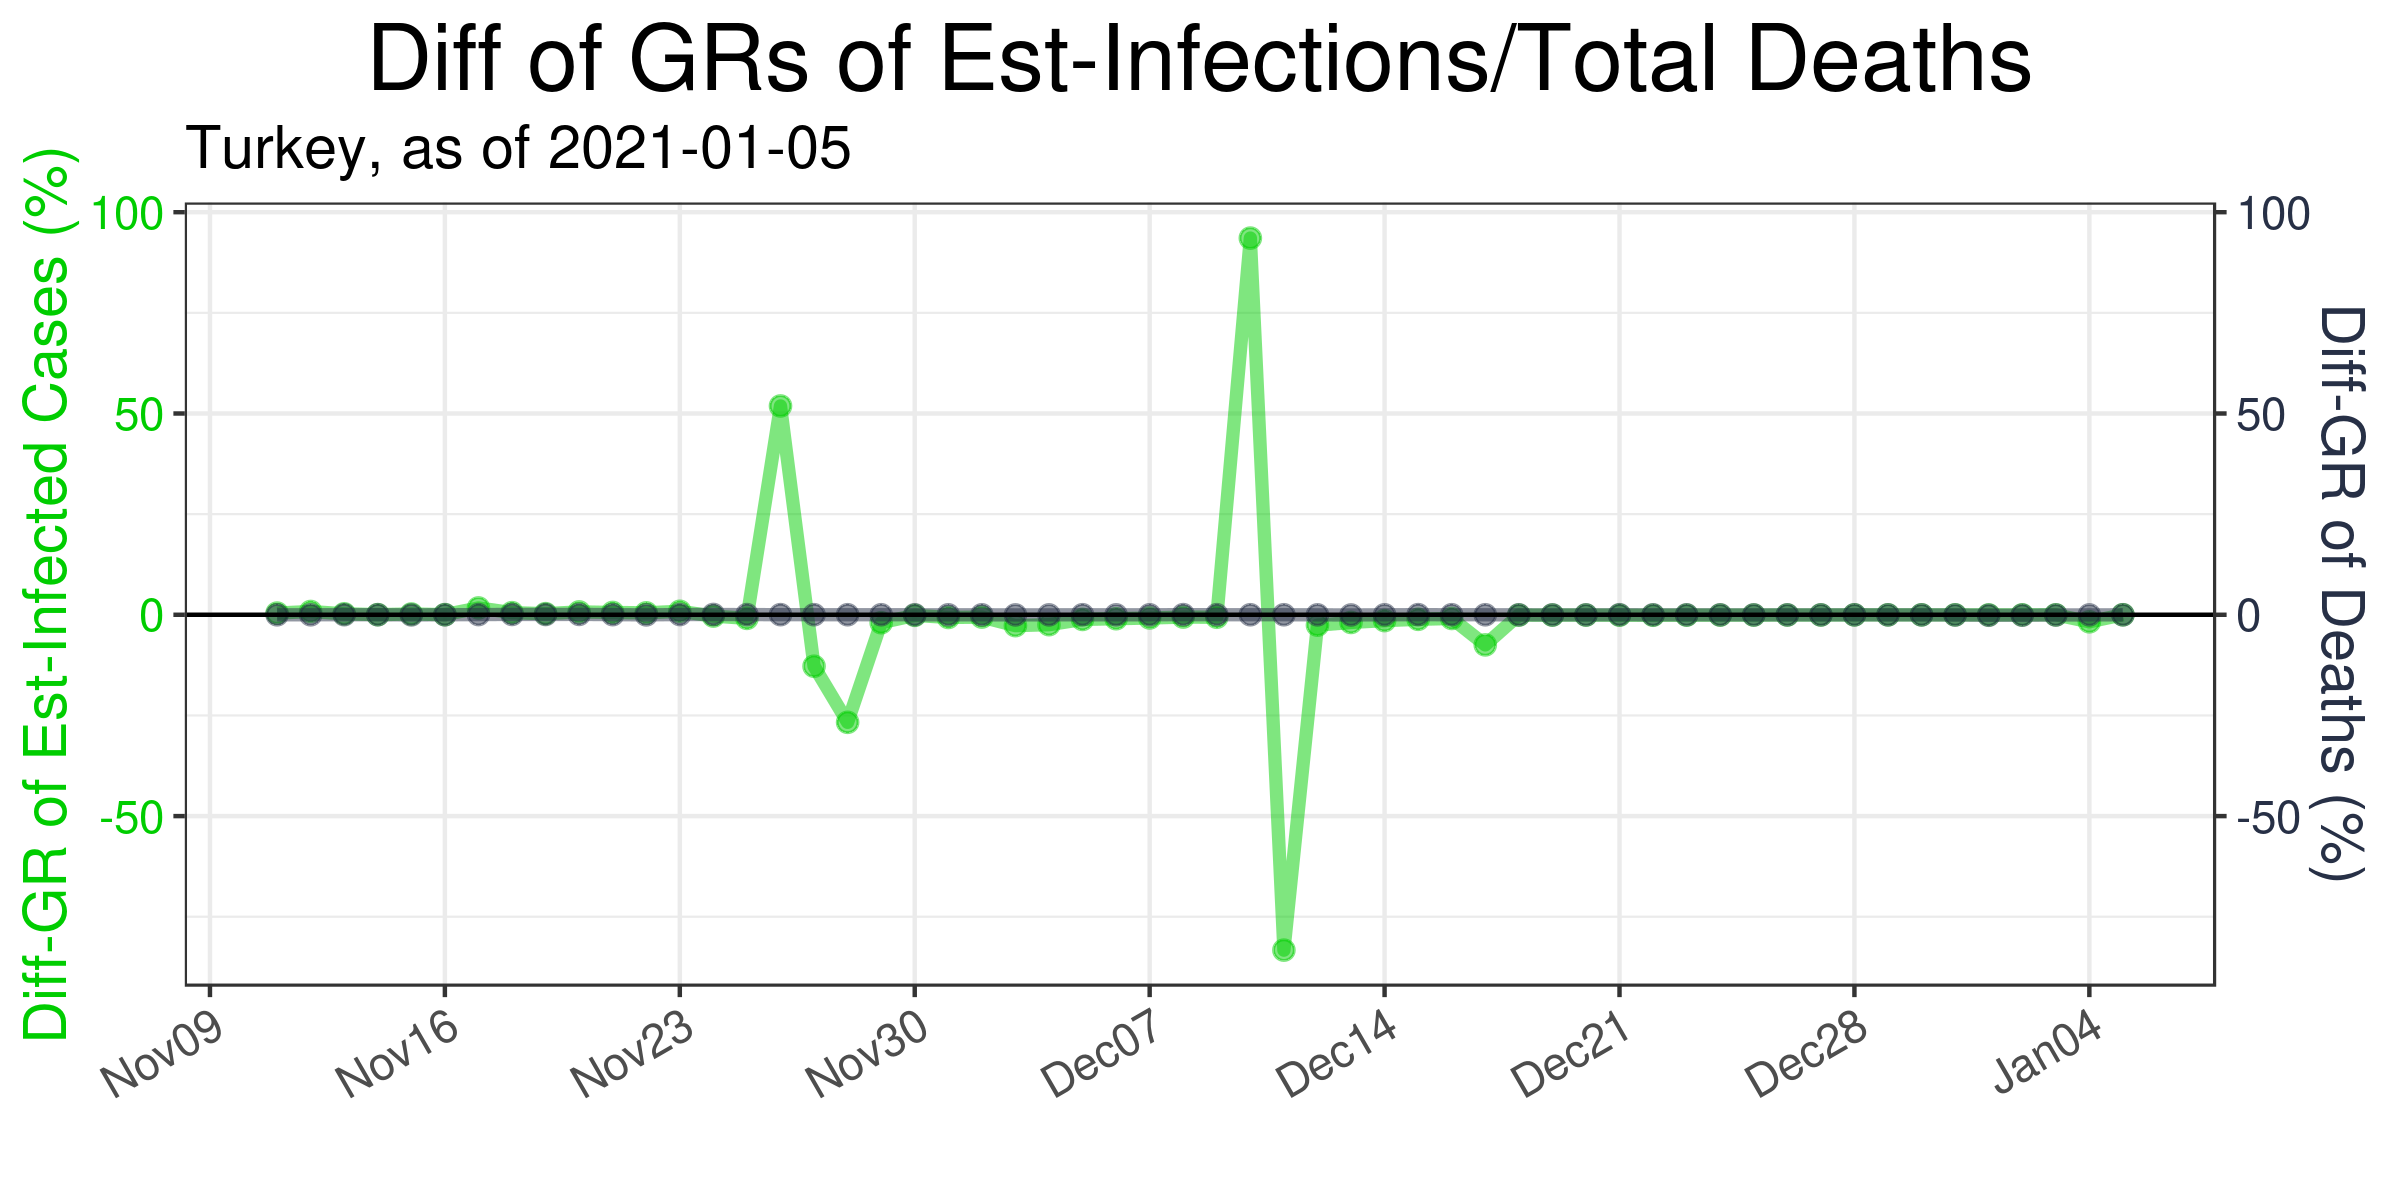 Diff of GRs of Est-Infections/Total Deaths
Turkey, as of 2021-01-05
Diff-GR of Est-Infected Cases (%)
100
50
0
-50
100
50
0
-50
Diff-GR of Deaths (%)
Nov09
Nov16
Nov23
Nov30
Dec07
Dec14
Dec21
Dec28
Jan04